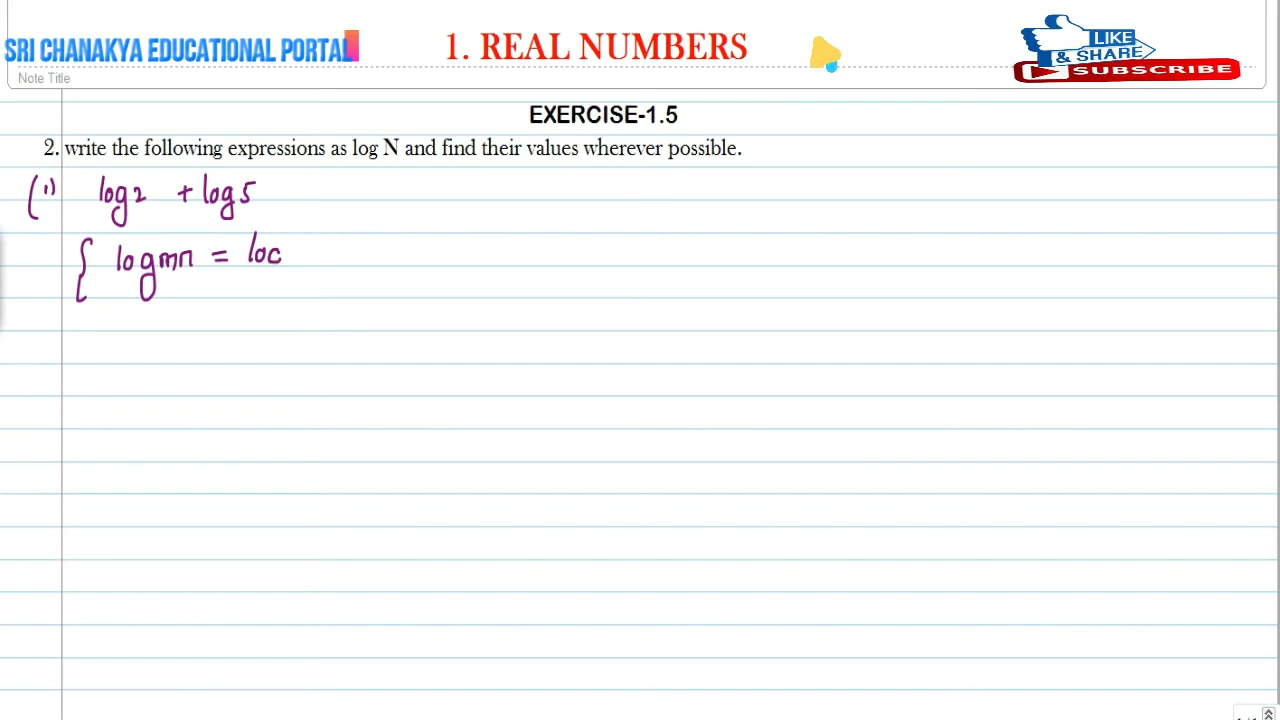 SRI CHANAKYA EDUCATIONAL PORTAL
1. REAL NUMBERS
LIKE
& SHARE
SUBSCRIBE
Note Title
EXERCISE-1.5
2. write the following expressions as log N and find their values wherever possible.
(1) log 2 + log 5
{ log mn = loc